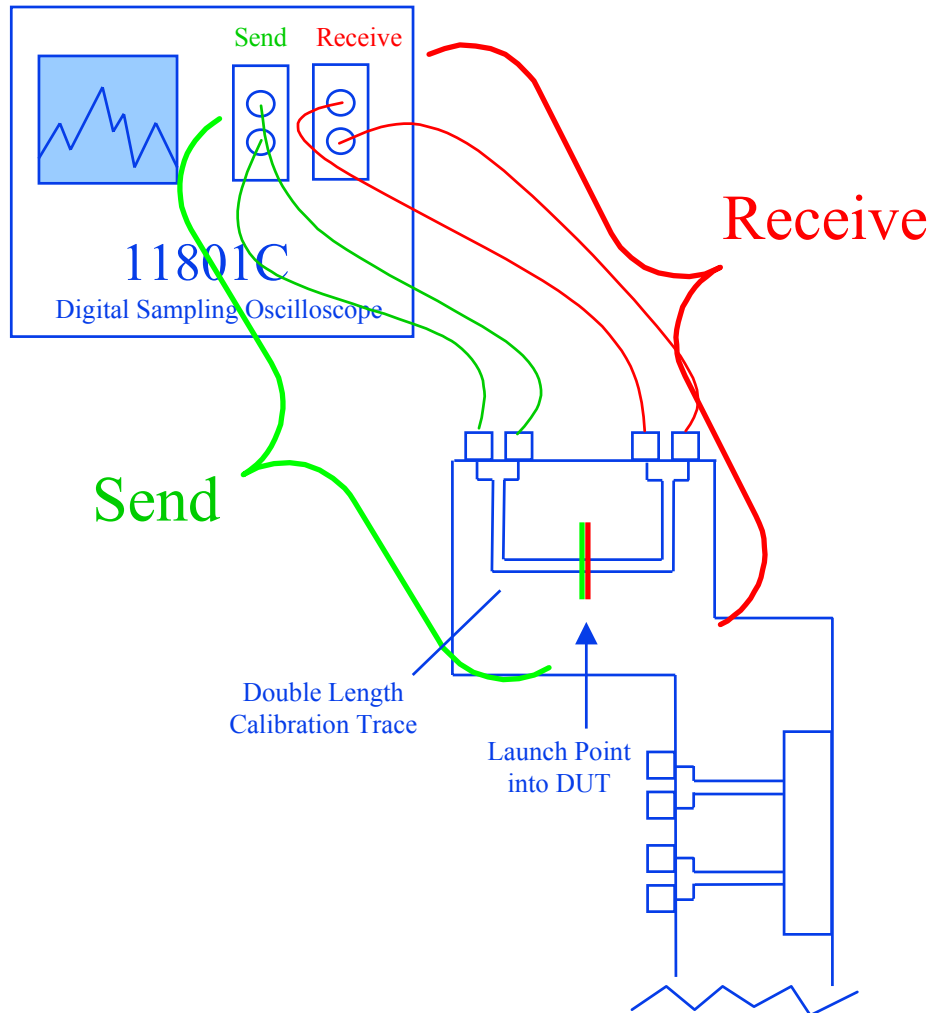 Send
Receive
11801C
Digital Sampling Oscilloscope
Receive
Send
Double Length
Calibration Trace
Launch Point
into DUT